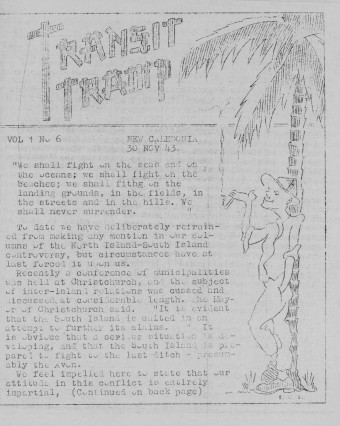 TRANSIT
TRAMP
VOL 1 No 6 NEW CALEDONIA
30 NOV 43.
"We shall fight on the seas and on
the oceans; we shall fight on the
beaches; we shall fithg on the
landing grounds, in the fields, in
the streets and in the hills. We
shall never surrender. "
To date we have deliberately refrain-
ed from making any mention in our col-
umns of the North Island-South Island
controversy, but circumstances have at
last forced it upon us.
Recently a conference of municipalities
was held at Christchurch, and the subject
of inter-island relations was cussed and
discussed at considerable length. The May-
or of Christchurch said. "It is evident
that the South Island is united in an
attempt to further its claims. It
is obvious that a serious situation is de-
veloping, and that the South Island is pre-
pared to fight to the last ditch - presum-
ably the Avon.
We feel impelled here to state that our
attitude in this conflict is entirely
impartial, (Continued on back page)